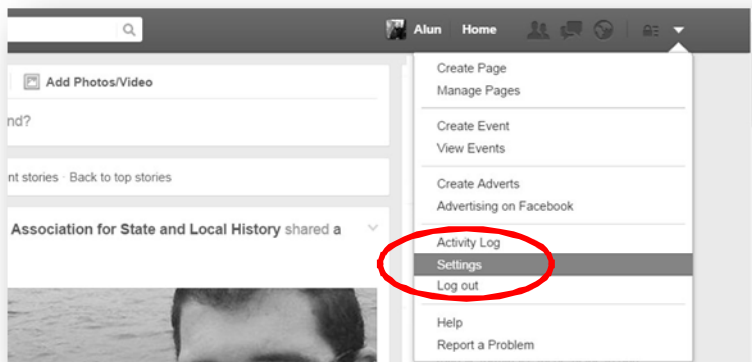 Alun Home
Create Page
Manage Pages
Create Event
View Events
Create Adverts
Advertising on Facebook
Activity Log
Settings
Log out
Help
Report a Problem
Add Photos/Video
nd?
nt stories · Back to top stories
Association for State and Local History shared a